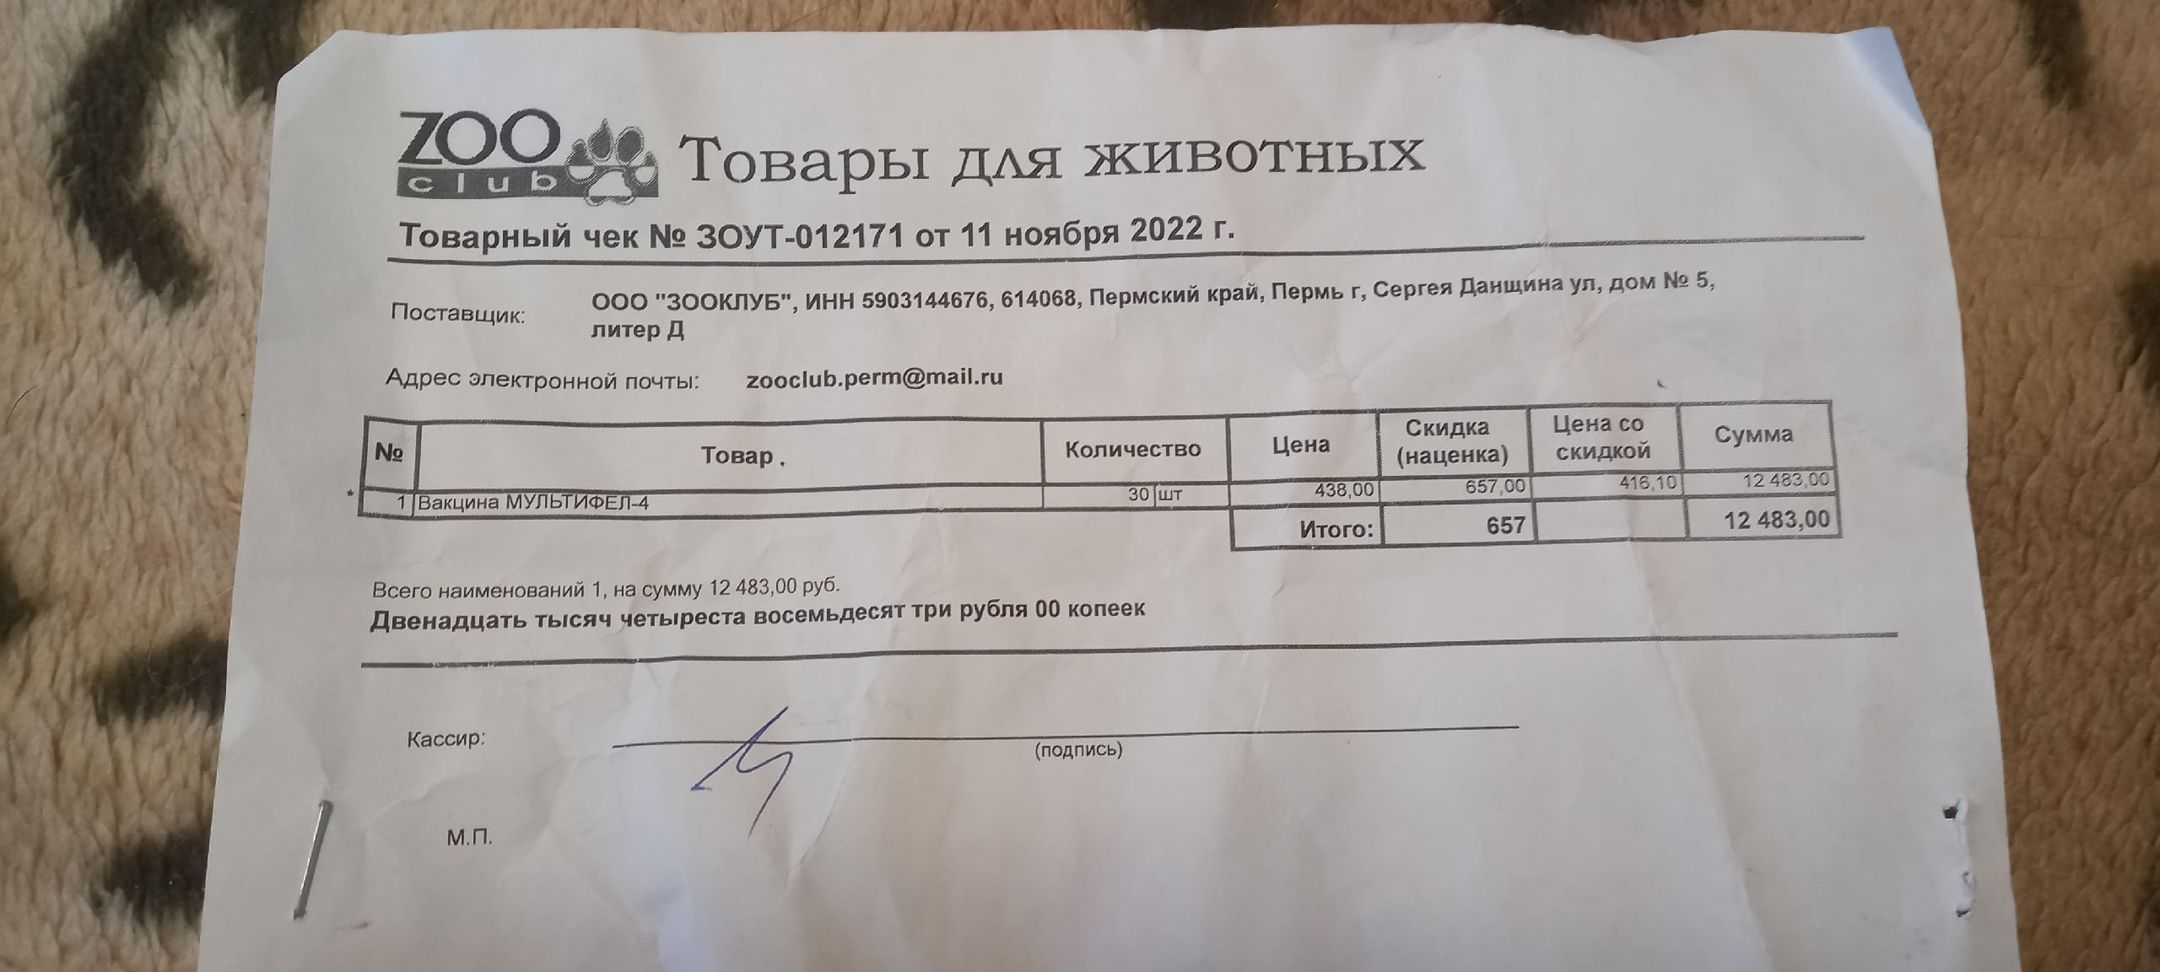 ZOO
club
Товары для животных
Товарный чек № ЗОУТ-012171 от 11 ноября 2022 г.
Поставщик: ООО "ЗООКЛУБ", ИНН 5903144676, 614068, Пермский край, Пермь г, Сергея Данщина ул, дом № 5,
литер Д
Адрес электронной почты: zooclub.perm@mail.ru
№ Товар Количество Цена Скидка (наценка) Цена со скидкой Сумма
1 Вакцина МУЛЬТИФЕЛ-4 30 шт 438,00 657,00 416,10 12 483,00
Итого: 657 12 483,00
Всего наименований 1, на сумму 12 483,00 руб.
Двенадцать тысяч четыреста восемьдесят три рубля 00 копеек
Кассир:
(подпись)
М.П.